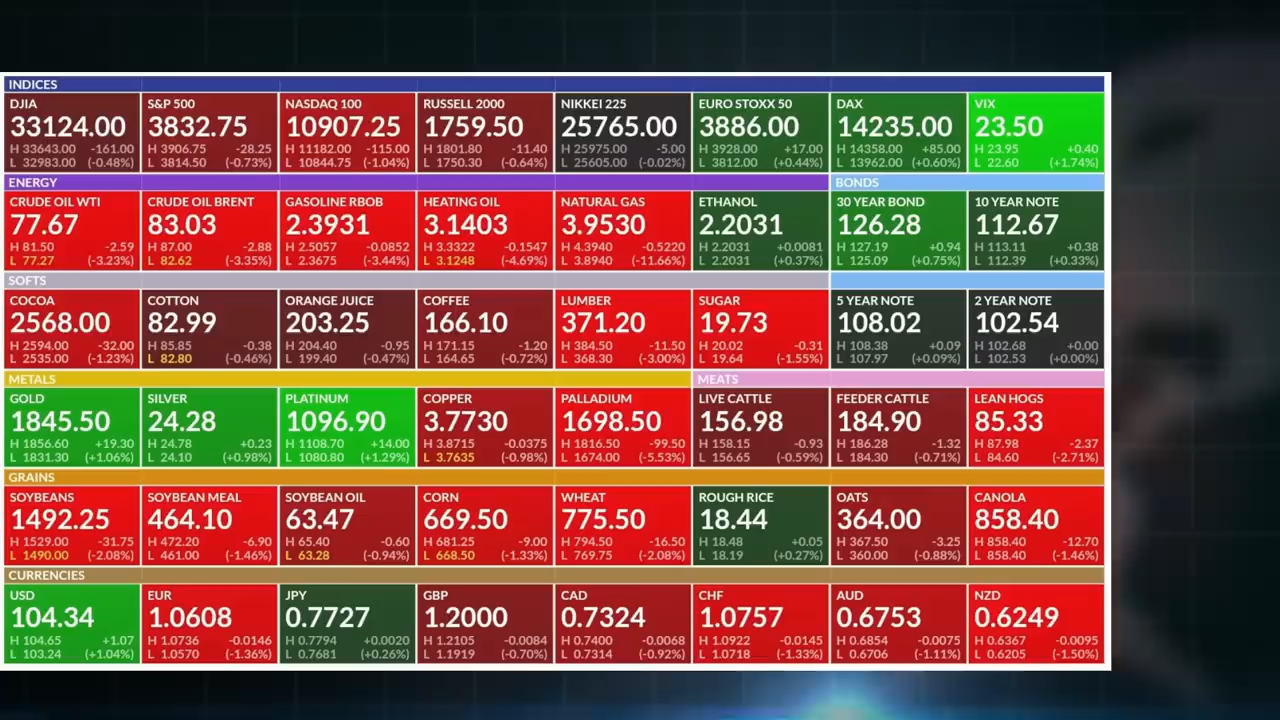 INDICES
DJIA S&P 500 NASDAQ 100 RUSSELL 2000 NIKKEI 225 EURO STOXX 50 DAX VIX
33124.00 3832.75 10907.25 1759.50 25765.00 3886.00 14235.00 23.50
H 33643.00 -161.00 H 3906.75 -28.25 H 11182.00 -115.00 H 1801.80 -11.40 H 25975.00 -5.00 H 3928.00 +17.00 H 14358.00 +85.00 H 23.95 +0.40
L 32983.00 (-0.48%) L 3814.50 (-0.73%) L 10844.75 (-1.04%) L 1750.30 (-0.64%) L 25605.00 (-0.02%) L 3812.00 (+0.44%) L 13962.00 (+0.60%) L 22.60 (+1.74%)
ENERGY BONDS
CRUDE OIL WTI CRUDE OIL BRENT GASOLINE RBOB HEATING OIL NATURAL GAS ETHANOL 30 YEAR BOND 10 YEAR NOTE
77.67 83.03 2.3931 3.1403 3.9530 2.2031 126.28 112.67
H 81.50 -2.59 H 87.00 -2.88 H 2.5057 -0.0852 H 3.3322 -0.1547 H 4.3940 -0.5220 H 2.2031 +0.0081 H 127.19 +0.94 H 113.11 +0.38
L 77.27 (-3.23%) L 82.62 (-3.35%) L 2.3675 (-3.44%) L 3.1248 (-4.69%) L 3.8940 (-11.66%) L 2.2031 (+0.37%) L 125.09 (+0.75%) L 112.39 (+0.33%)
SOFTS
COCOA COTTON ORANGE JUICE COFFEE LUMBER SUGAR 5 YEAR NOTE 2 YEAR NOTE
2568.00 82.99 203.25 166.10 371.20 19.73 108.02 102.54
H 2594.00 -32.00 H 85.85 -0.38 H 204.40 -0.95 H 171.15 -1.20 H 384.50 -11.50 H 20.02 -0.31 H 108.38 +0.09 H 102.68 +0.00
L 2535.00 (-1.23%) L 82.80 (-0.46%) L 199.40 (-0.47%) L 164.65 (-0.72%) L 368.30 (-3.00%) L 19.64 (-1.55%) L 107.97 (+0.09%) L 102.53 (+0.00%)
METALS MEATS
GOLD SILVER PLATINUM COPPER PALLADIUM LIVE CATTLE FEEDER CATTLE LEAN HOGS
1845.50 24.28 1096.90 3.7730 1698.50 156.98 184.90 85.33
H 1856.60 +19.30 H 24.78 +0.23 H 1108.70 +14.00 H 3.8715 -0.0375 H 1816.50 -99.50 H 158.15 -0.93 H 186.28 -1.32 H 87.98 -2.37
L 1831.30 (+1.06%) L 24.10 (+0.98%) L 1080.80 (+1.29%) L 3.7635 (-0.98%) L 1674.00 (-5.53%) L 156.65 (-0.59%) L 184.30 (-0.71%) L 84.60 (-2.71%)
GRAINS
SOYBEANS SOYBEAN MEAL SOYBEAN OIL CORN WHEAT ROUGH RICE OATS CANOLA
1492.25 464.10 63.47 669.50 775.50 18.44 364.00 858.40
H 1529.00 -31.75 H 472.20 -6.90 H 65.40 -0.60 H 681.25 -9.00 H 794.50 -16.50 H 18.48 +0.05 H 367.50 -3.25 H 858.40 -12.70
L 1490.00 (-2.08%) L 461.00 (-1.46%) L 63.28 (-0.94%) L 668.50 (-1.33%) L 769.75 (-2.08%) L 18.19 (+0.27%) L 360.00 (-0.88%) L 858.40 (-1.46%)
CURRENCIES
USD EUR JPY GBP CAD CHF AUD NZD
104.34 1.0608 0.7727 1.2000 0.7324 1.0757 0.6753 0.6249
H 104.65 +1.07 H 1.0736 -0.0146 H 0.7794 +0.0020 H 1.2105 -0.0084 H 0.7400 -0.0068 H 1.0922 -0.0145 H 0.6854 -0.0075 H 0.6367 -0.0095
L 103.24 (+1.04%) L 1.0570 (-1.36%) L 0.7681 (+0.26%) L 1.1919 (-0.70%) L 0.7314 (-0.92%) L 1.0718 (-1.33%) L 0.6706 (-1.11%) L 0.6205 (-1.50%)